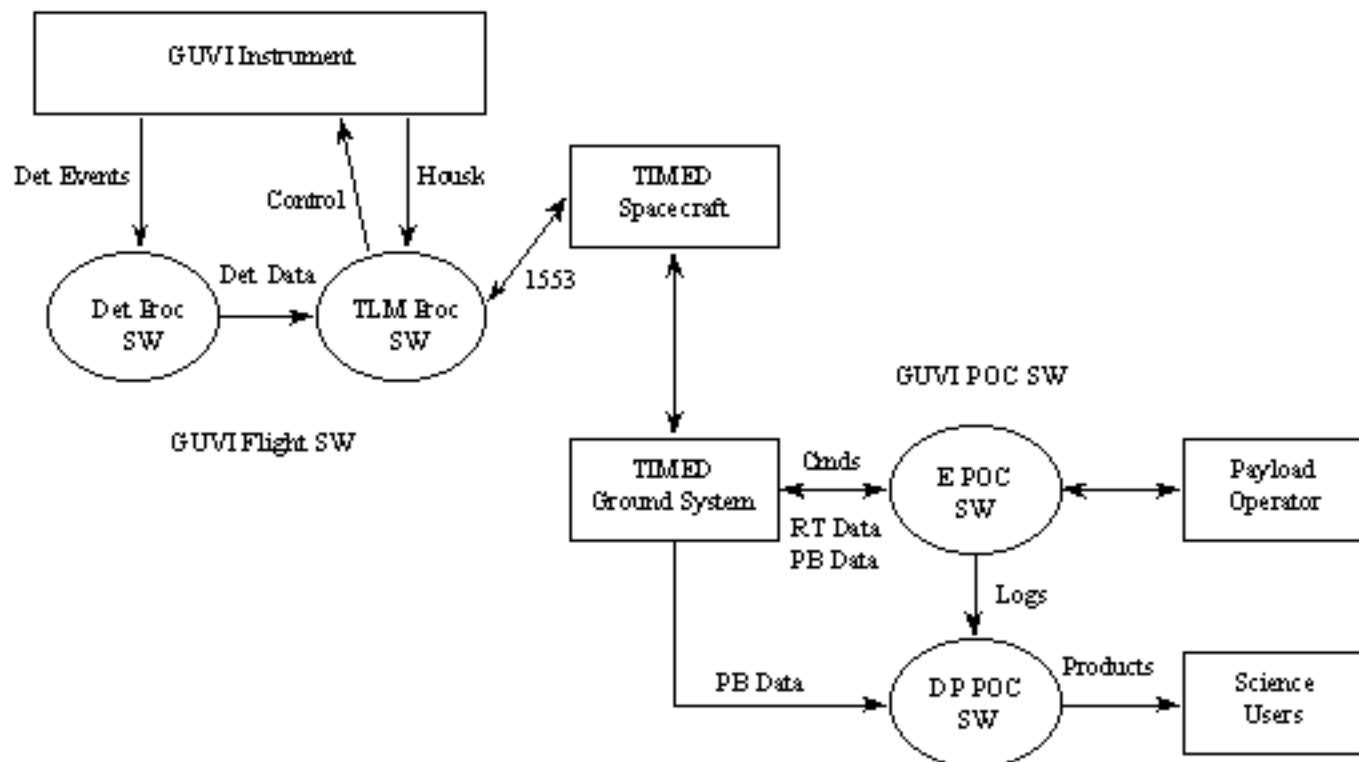 GUVI Instrument
Det Events
Control
Housk
TIMED
Spacecraft
Det Data
1553
Det Proc
SW
TLM Proc
SW
GUVI POC SW
GUVI Flight SW
TIMED
Ground System
Cmds
RT Data
PB Data
E POC
SW
Payload
Operator
Logs
PB Data
DP POC
SW
Products
Science
Users